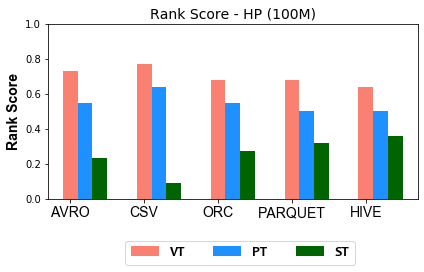 Rank Score - HP (100M)
Rank Score
1.0
0.8
0.6
0.4
0.2
0.0
AVRO CSV ORC PARQUET HIVE
VT PT ST